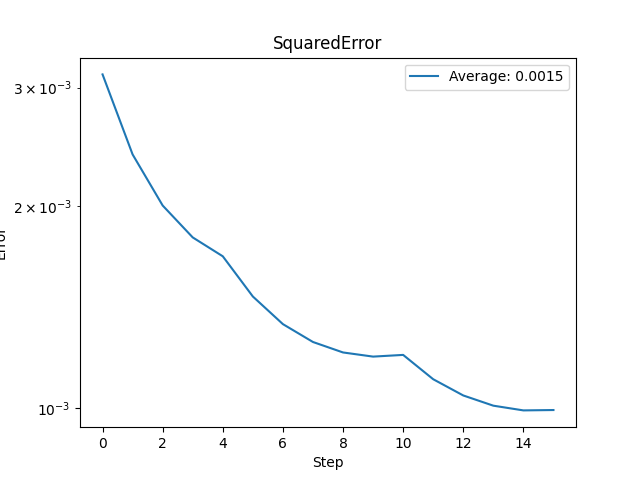 SquaredError
Average: 0.0015
3 × 10⁻³
2 × 10⁻³
10⁻³
Error
0 2 4 6 8 10 12 14
Step